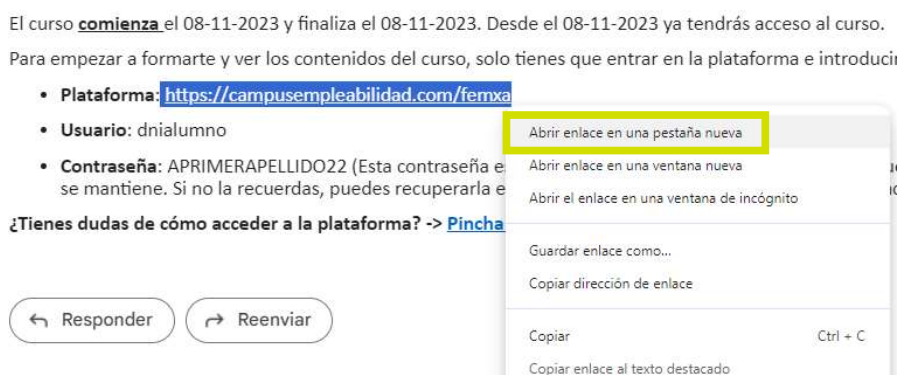 El curso comienza el 08-11-2023 y finaliza el 08-11-2023. Desde el 08-11-2023 ya tendrás acceso al curso.
Para empezar a formarte y ver los contenidos del curso, solo tienes que entrar en la plataforma e
• Plataforma: https://campusempleabilidad.com/femxa
• Usuario: dnialumno
• Contraseña: APRIMERAPELLIDO22 (Esta contraseña
se mantiene. Si no la recuerdas, puedes recuperarla
¿Tienes dudas de cómo acceder a la plataforma? -> Pincha
Responder
Reenviar
Abrir enlace en una pestaña nueva
Abrir enlace en una ventana nueva
Abrir el enlace en una ventana de incógnito
Guardar enlace como...
Copiar dirección de enlace
Copiar Ctrl + C
Copiar enlace al texto destacado